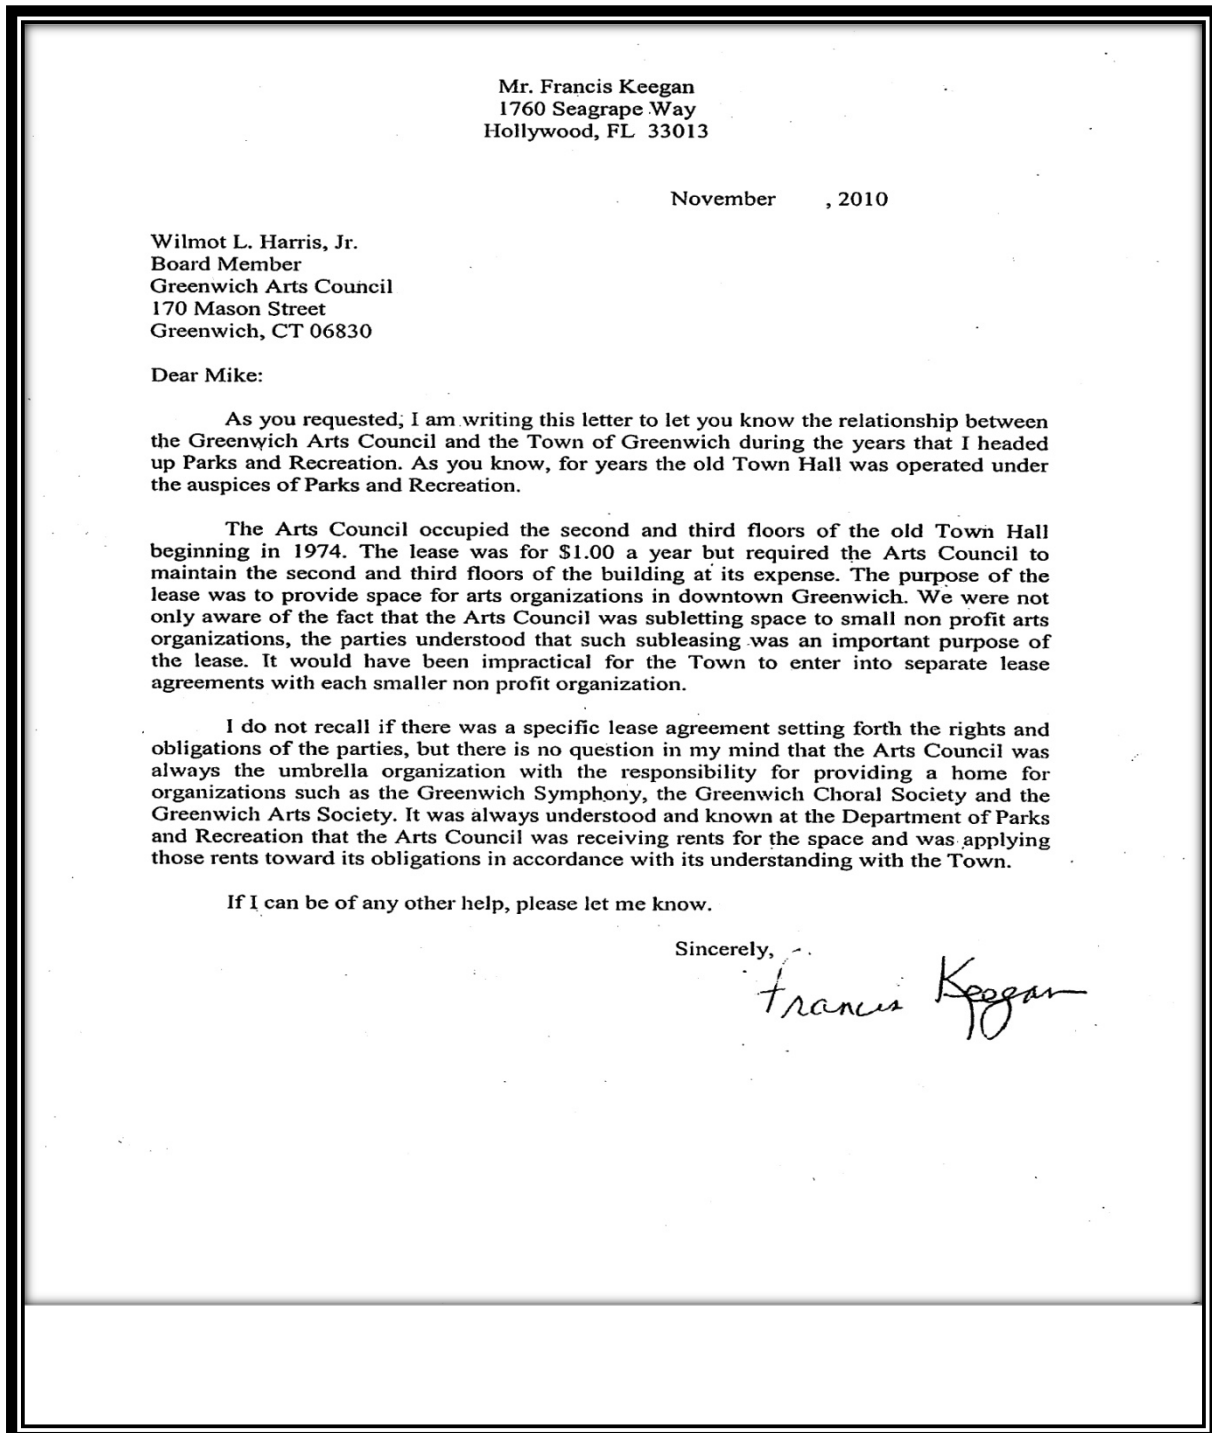 Mr. Francis Keegan
1760 Seagrape Way
Hollywood, FL 33013
November , 2010
Wilmot L. Harris, Jr.
Board Member
Greenwich Arts Council
170 Mason Street
Greenwich, CT 06830
Dear Mike:
As you requested, I am writing this letter to let you know the relationship between
the Greenwich Arts Council and the Town of Greenwich during the years that I headed
up Parks and Recreation. As you know, for years the old Town Hall was operated under
the auspices of Parks and Recreation.
The Arts Council occupied the second and third floors of the old Town Hall
beginning in 1974. The lease was for $1.00 a year but required the Arts Council to
maintain the second and third floors of the building at its expense. The purpose of the
lease was to provide space for arts organizations in downtown Greenwich. We were not
only aware of the fact that the Arts Council was subletting space to small non profit arts
organizations, the parties understood that such subleasing was an important purpose of
the lease. It would have been impractical for the Town to enter into separate lease
agreements with each smaller non profit organization.
I do not recall if there was a specific lease agreement setting forth the rights and
obligations of the parties, but there is no question in my mind that the Arts Council was
always the umbrella organization with the responsibility for providing a home for
organizations such as the Greenwich Symphony, the Greenwich Choral Society and the
Greenwich Arts Society. It was always understood and known at the Department of Parks
and Recreation that the Arts Council was receiving rents for the space and was applying
those rents toward its obligations in accordance with its understanding with the Town.
If I can be of any other help, please let me know.
Sincerely,
Francis Keegan